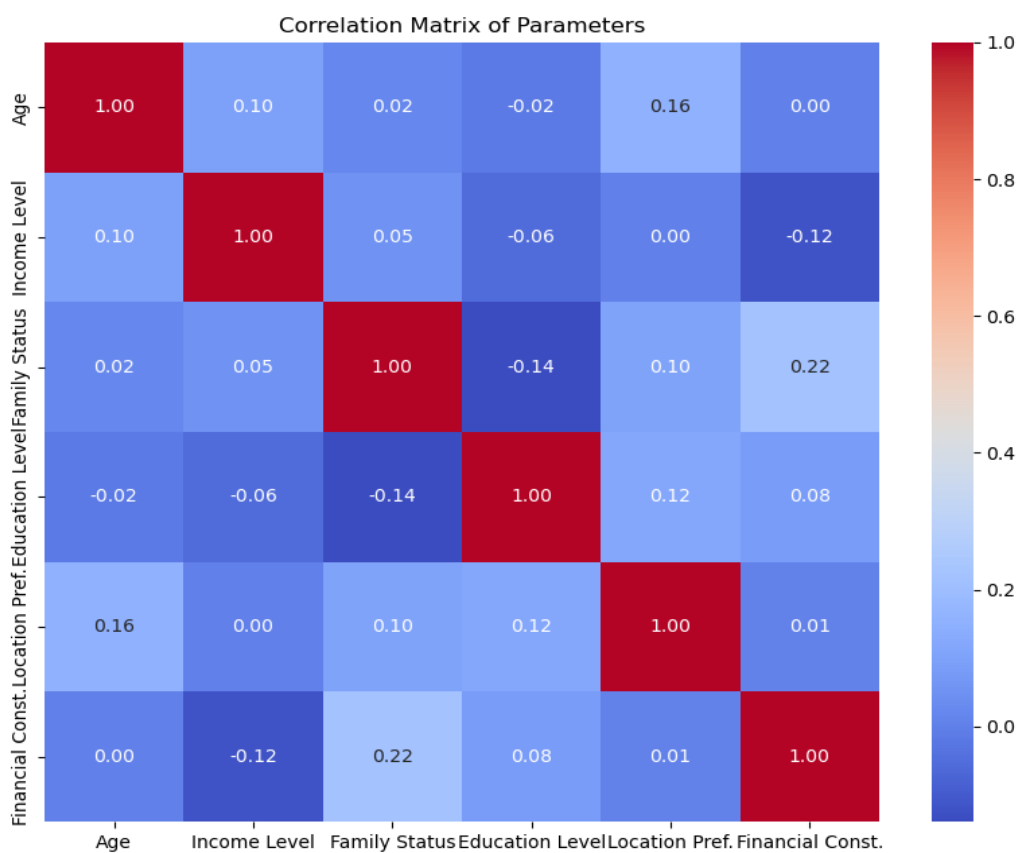 Correlation Matrix of Parameters
Age 1.00 0.10 0.02 -0.02 0.16 0.00
Income Level 0.10 1.00 0.05 -0.06 0.00 -0.12
Family Status 0.02 0.05 1.00 -0.14 0.10 0.22
Education Level -0.02 -0.06 -0.14 1.00 0.12 0.08
Location Pref. 0.16 0.00 0.10 0.12 1.00 0.01
Financial Const. 0.00 -0.12 0.22 0.08 0.01 1.00
Age Income Level Family Status Education Level Location Pref. Financial Const.
1.0
0.8
0.6
0.4
0.2
0.0